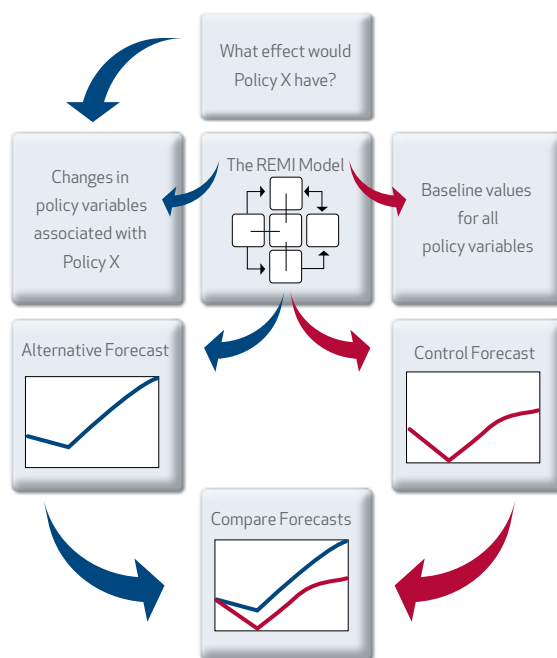 What effect would
Policy X have?
Changes in
policy variables
associated with
Policy X
The REMI Model
Baseline values
for all
policy variables
Alternative Forecast
Control Forecast
Compare Forecasts